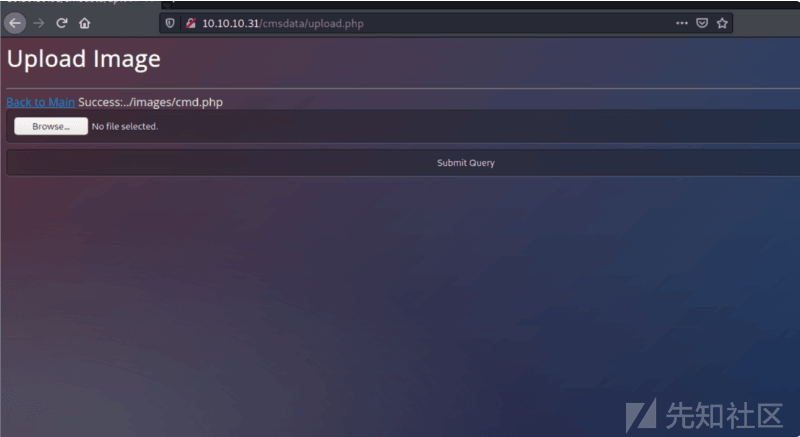 10.10.10.31/cmsdata/upload.php
Upload Image
Back to Main Success:../images/cmd.php
Browse... No file selected.
Submit Query
先知社区